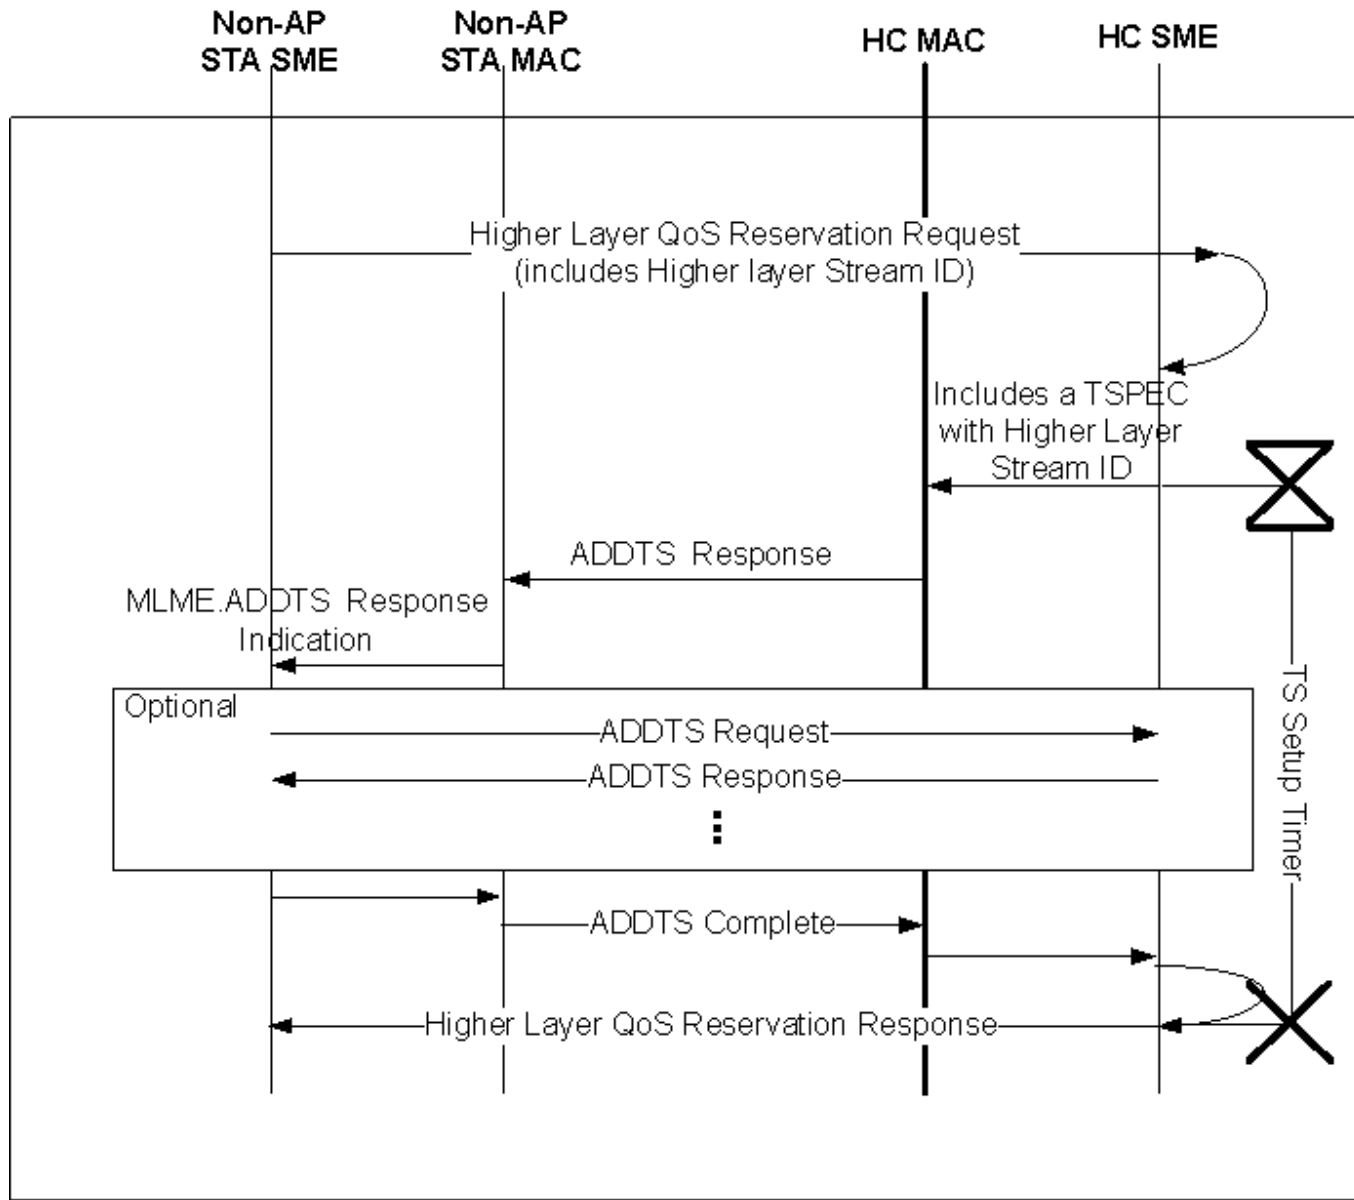 Non-AP
STA SME
Non-AP
STA MAC
HC MAC
HC SME
Higher Layer QoS Reservation Request
(includes Higher layer Stream ID)
Includes a TSPEC
with Higher Layer
Stream ID
ADDTS Response
MLME.ADDTS Response
Indication
Optional
ADDTS Request
ADDTS Response
TS Setup Timer
ADDTS Complete
Higher Layer QoS Reservation Response